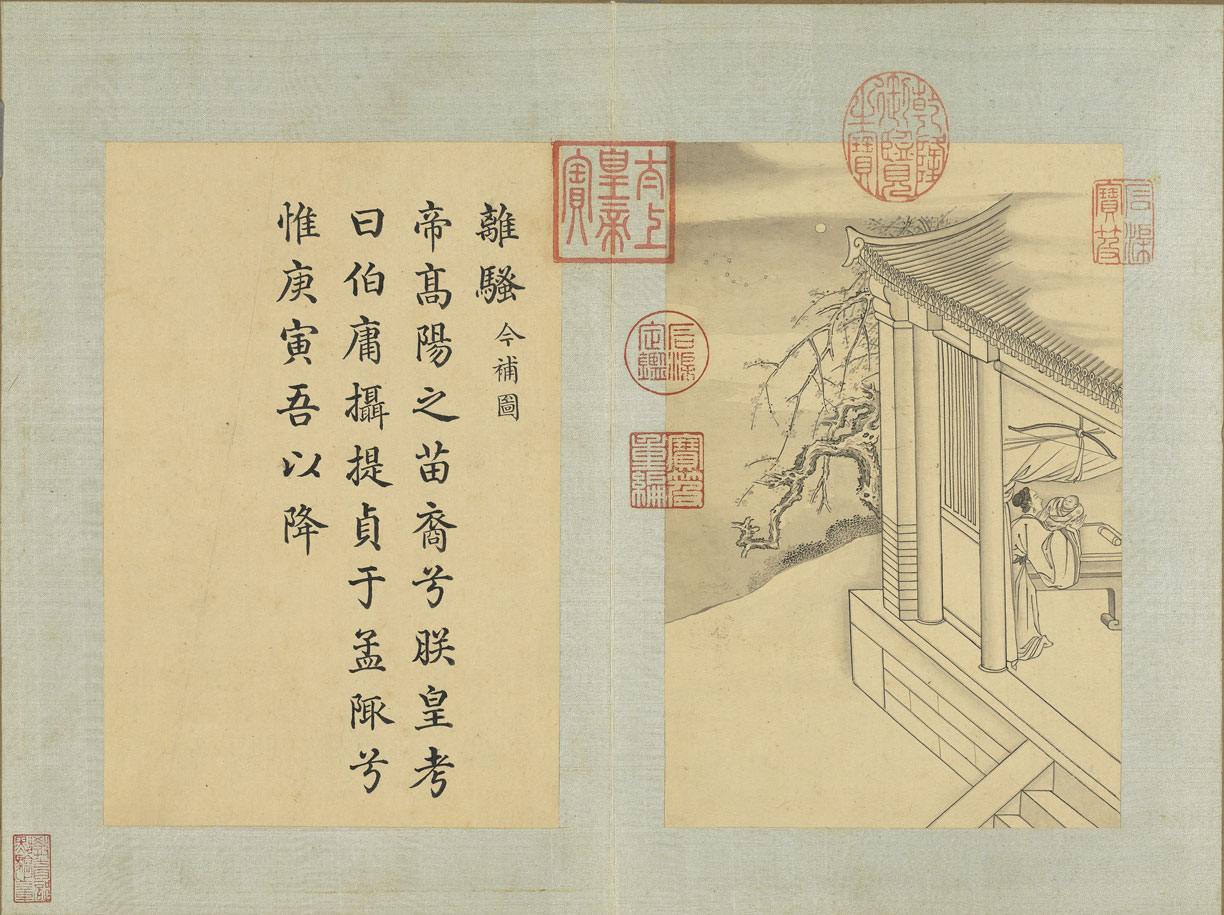 石渠寶笈
乾隆御覽之寶
太上皇帝之寶
石渠定鑑
寶笈重編
離騷今補圖
帝髙陽之苗裔兮朕皇考
曰伯庸攝提貞于孟陬兮
惟庚寅吾以降